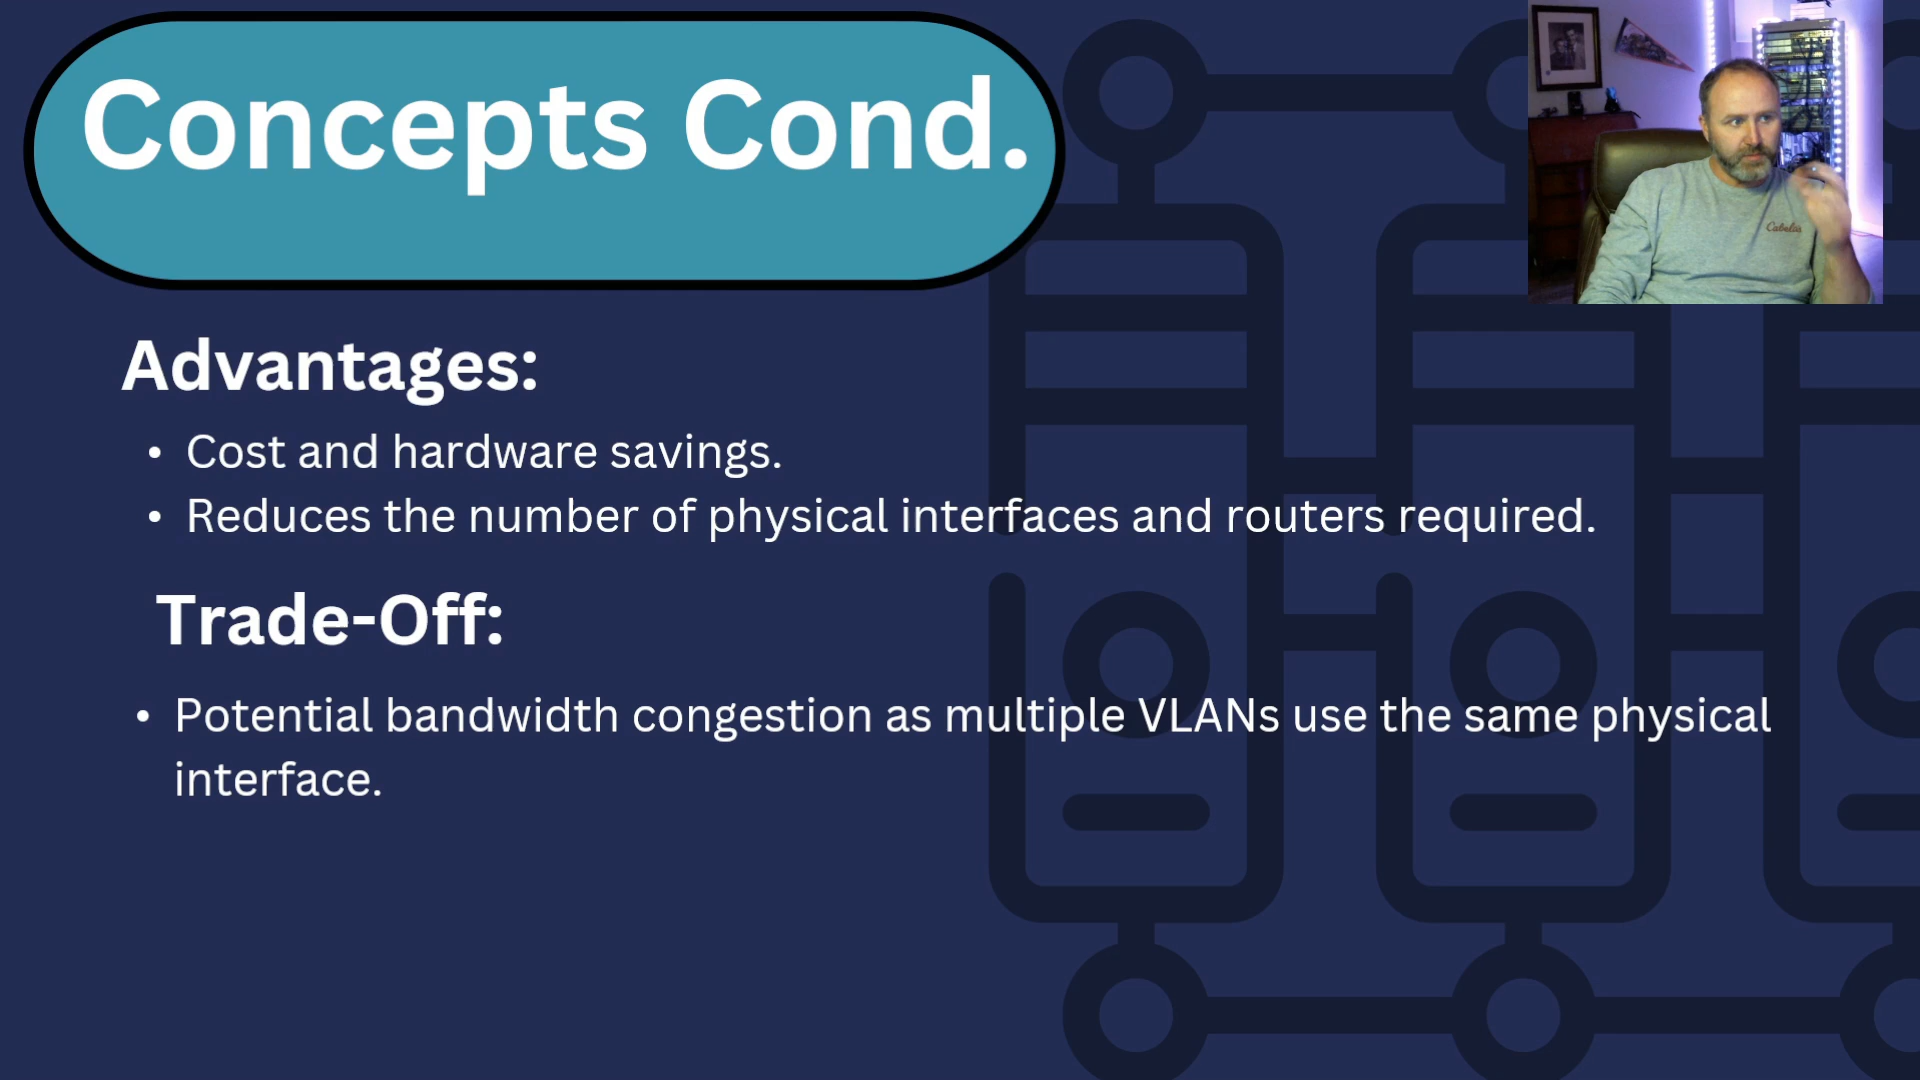 Concepts Cond.
Advantages:
• Cost and hardware savings.
• Reduces the number of physical interfaces and routers required.
Trade-Off:
• Potential bandwidth congestion as multiple VLANs use the same physical
interface.
Cabela's